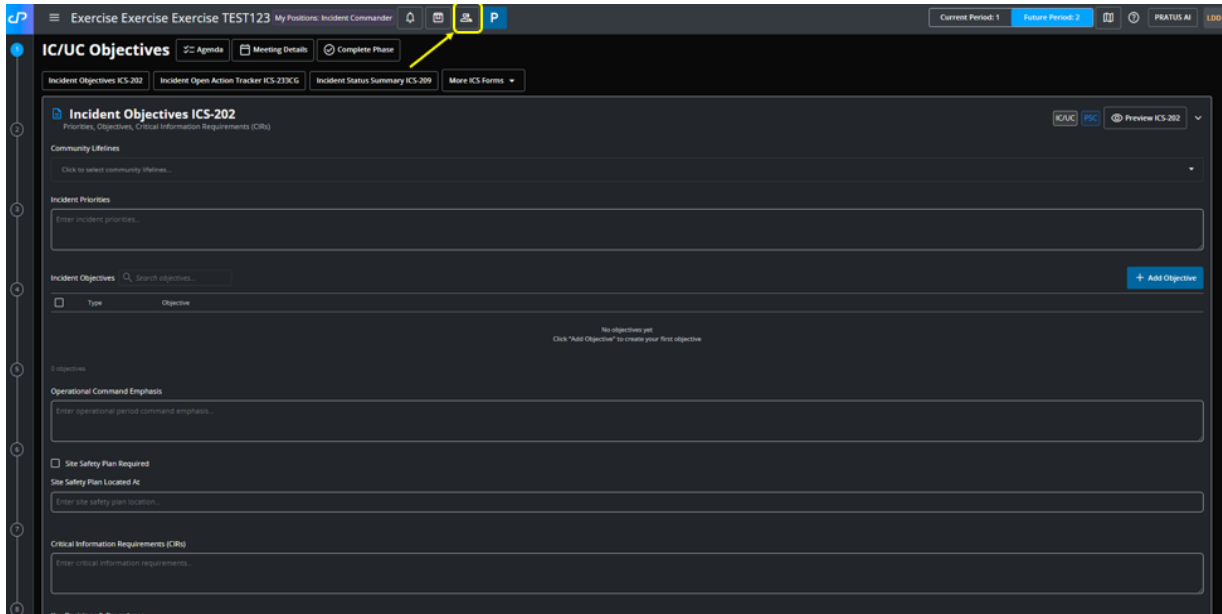 Exercise Exercise Exercise TEST123 My Positions: Incident Commander P Current Period: 1 Future Period: 2 PRATUS AI LDD
1 IC/UC Objectives Agenda Meeting Details Complete Phase
Incident Objectives ICS-202 Incident Open Action Tracker ICS-233CG Incident Status Summary ICS-209 More ICS Forms
Incident Objectives ICS-202 IC/UC PSC Preview ICS-202
2 Priorities, Objectives, Critical Information Requirements (CIRs)
Community Lifelines
Click to select community lifelines...
Incident Priorities
3
Enter incident priorities...
Incident Objectives Search objectives... + Add Objective
4
Type Objective
No objectives yet
Click "Add Objective" to create your first objective
5 0 objectives
Operational Command Emphasis
Enter operational period command emphasis...
6
Site Safety Plan Required
Site Safety Plan Located At
Enter site safety plan location...
7
Critical Information Requirements (CIRs)
Enter critical information requirements...
8